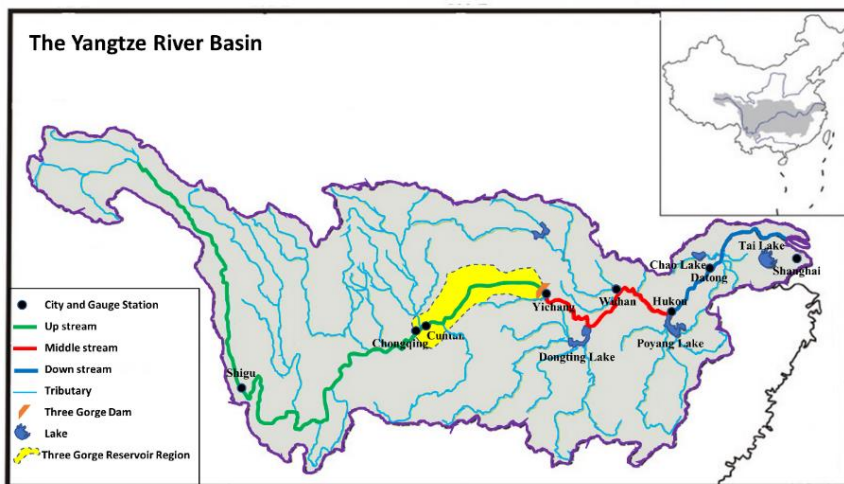 The Yangtze River Basin
Tai Lake
Chao Lake
Datong
Shanghai
Yichang
Wuhan
Hukou
Cuntan
Chongqing
Dongting Lake
Poyang Lake
Shigu
City and Gauge Station
Up stream
Middle stream
Down stream
Tributary
Three Gorge Dam
Lake
Three Gorge Reservoir Region